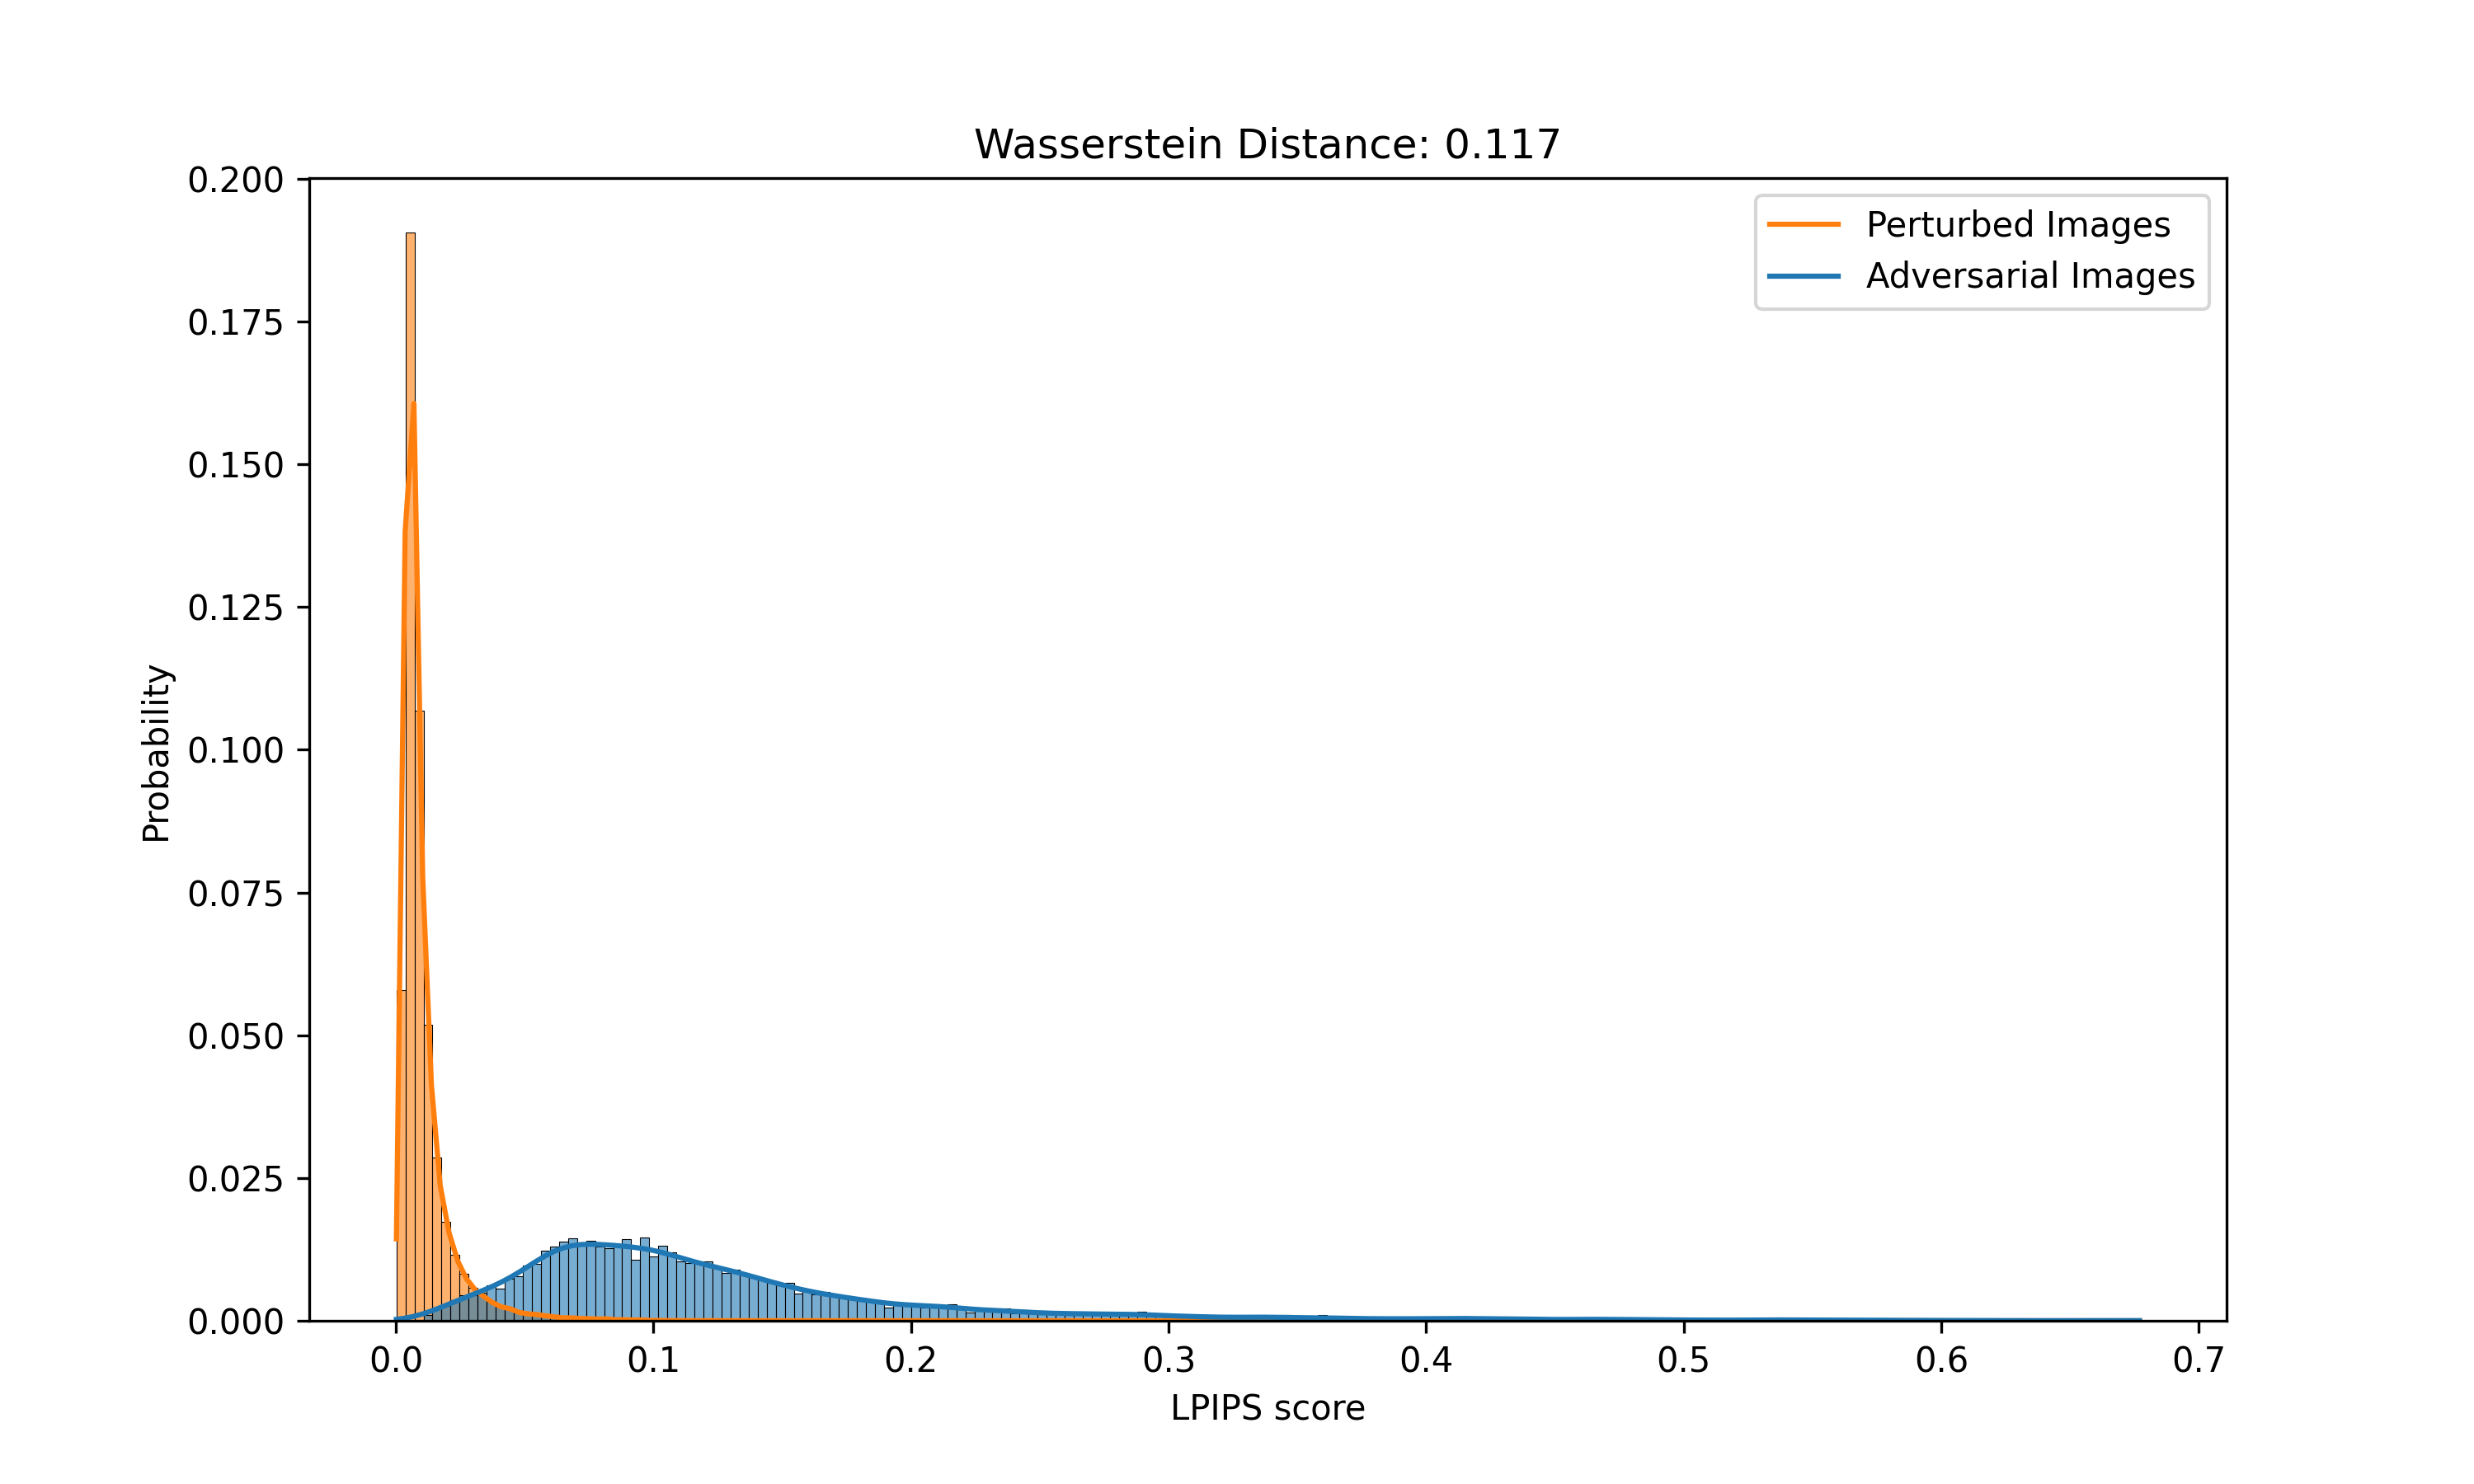 Wasserstein Distance: 0.117
Perturbed Images
Adversarial Images
0.200
0.175
0.150
0.125
0.100
0.075
0.050
0.025
0.000
Probability
0.0 0.1 0.2 0.3 0.4 0.5 0.6 0.7
LPIPS score